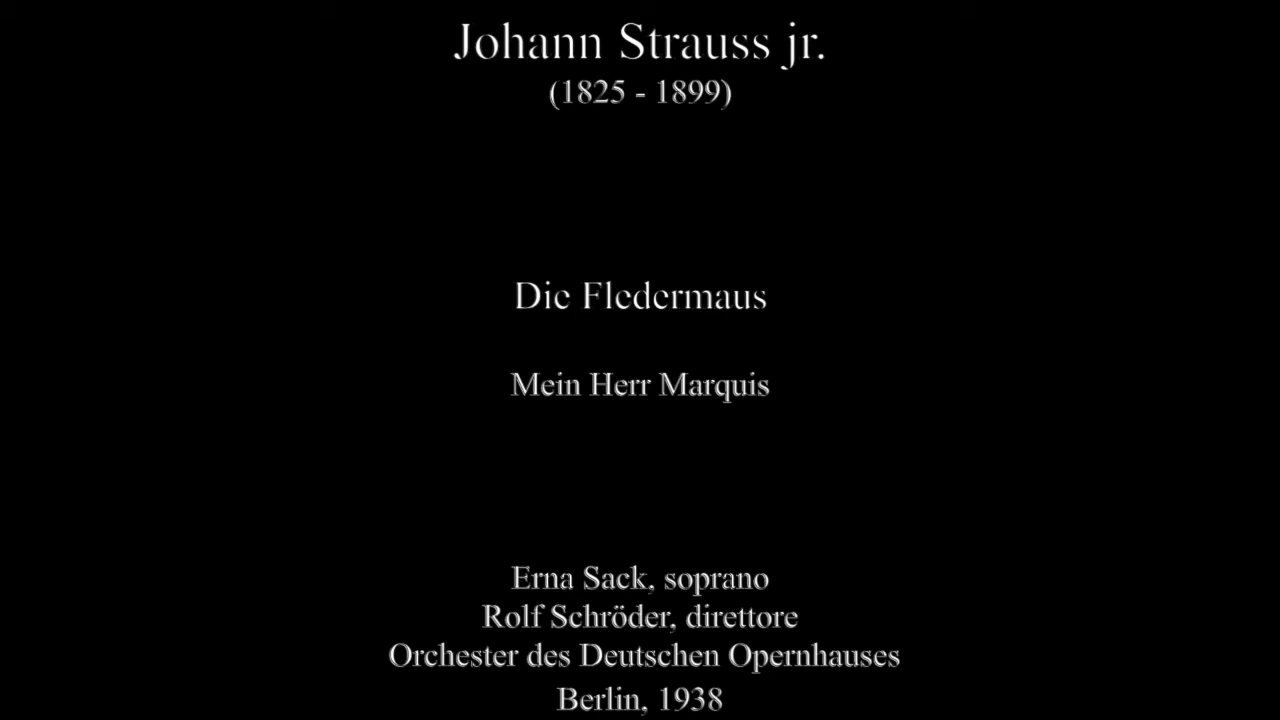 Johann Strauss jr.
(1825 - 1899)
Die Fledermaus
Mein Herr Marquis
Erna Sack, soprano
Rolf Schröder, direttore
Orchester des Deutschen Opernhauses
Berlin, 1938